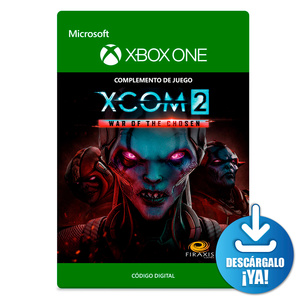 Microsoft
XBOX ONE
COMPLEMENTO DE JUEGO
XCOM 2
WAR OF THE CHOSEN
FIRAXIS
CÓDIGO DIGITAL
DESCÁRGALO
¡YA!